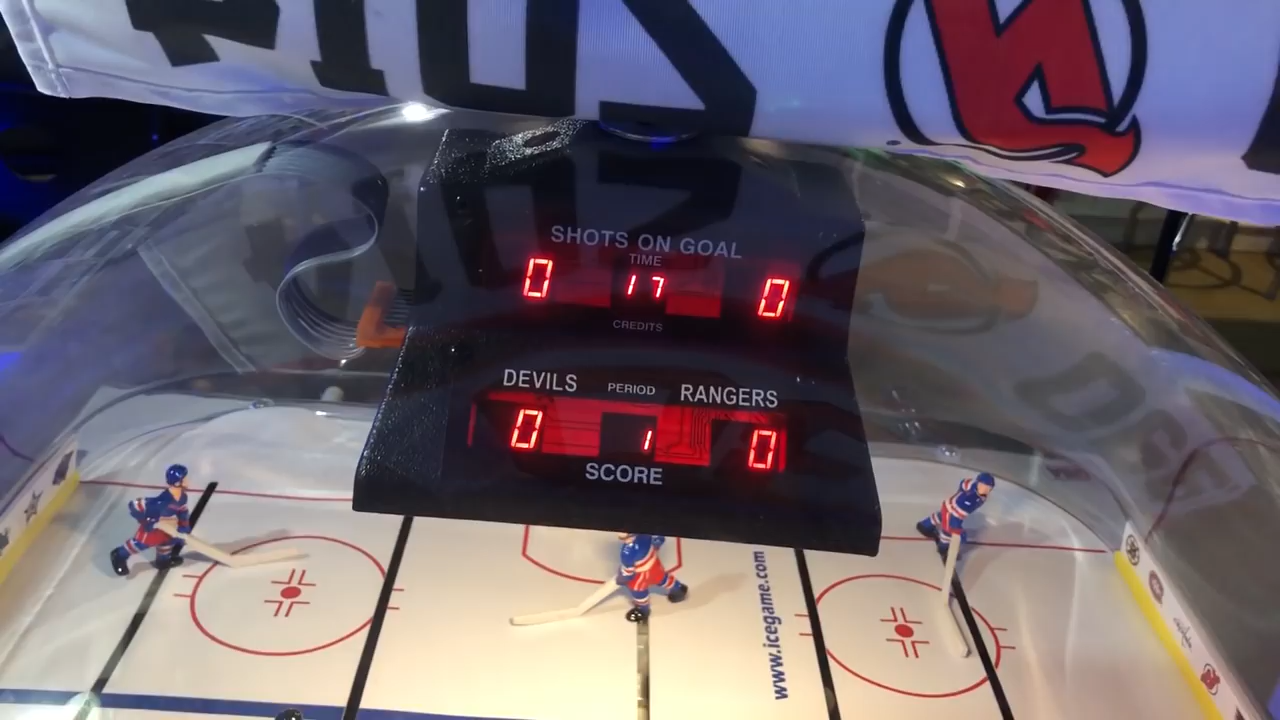 SHOTS ON GOAL
TIME
0 17 0
CREDITS
DEVILS PERIOD RANGERS
0 1 0
SCORE
www.icegame.com